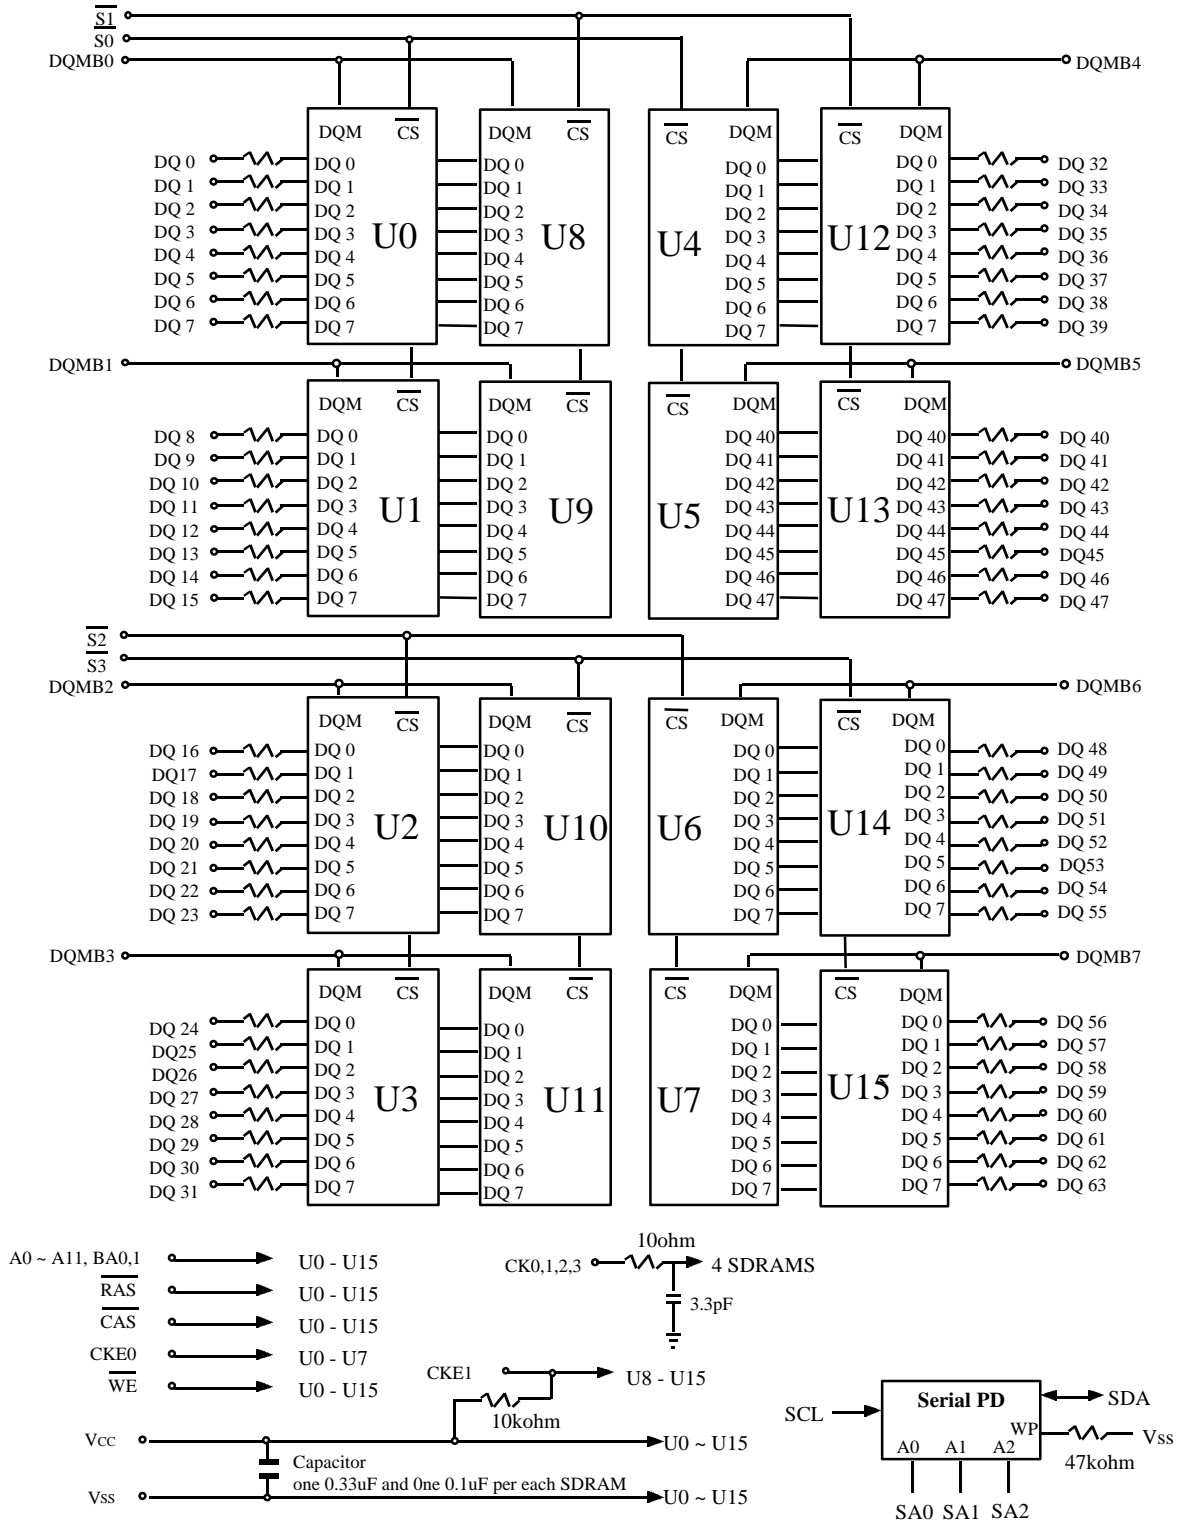 S1
S0
DQMB0 DQMB4
DQM CS CS DQM CS DQM
DQ 0 DQ 0 DQ 0 DQ 0 DQ 0 DQ 32
DQ 1 DQ 1 DQ 1 DQ 1 DQ 1 DQ 33
DQ 2 DQ 2 DQ 2 DQ 2 DQ 2 DQ 34
DQ 3 DQ 3 DQ 3 DQ 3 DQ 3 DQ 35
U0 U8 U4 U12
DQ 4 DQ 4 DQ 4 DQ 4 DQ 4 DQ 36
DQ 5 DQ 5 DQ 5 DQ 5 DQ 5 DQ 37
DQ 6 DQ 6 DQ 6 DQ 6 DQ 6 DQ 38
DQ 7 DQ 7 DQ 7 DQ 7 DQ 7 DQ 39
DQMB1 DQMB5
DQM CS DQM CS CS DQM CS DQM
DQ 8 DQ 0 DQ 0 DQ 40 DQ 40 DQ 40
DQ 9 DQ 1 DQ 1 DQ 41 DQ 41 DQ 41
DQ 10 DQ 2 DQ 2 DQ 42 DQ 42 DQ 42
DQ 11 DQ 3 DQ 3 DQ 43 DQ 43 DQ 43
U1 U9 U5 U13
DQ 12 DQ 4 DQ 4 DQ 44 DQ 44 DQ 44
DQ 13 DQ 5 DQ 5 DQ 45 DQ 45 DQ45
DQ 14 DQ 6 DQ 6 DQ 46 DQ 46 DQ 46
DQ 15 DQ 7 DQ 7 DQ 47 DQ 47 DQ 47
S2
S3
DQMB2 DQMB6
DQM CS DQM CS CS DQM CS DQM
DQ 16 DQ 0 DQ 0 DQ 0 DQ 0 DQ 48
DQ17 DQ 1 DQ 1 DQ 1 DQ 1 DQ 49
DQ 18 DQ 2 DQ 2 DQ 2 DQ 2 DQ 50
DQ 19 DQ 3 DQ 3 DQ 3 DQ 3 DQ 51
U2 U10 U6 U14
DQ 20 DQ 4 DQ 4 DQ 4 DQ 4 DQ 52
DQ 21 DQ 5 DQ 5 DQ 5 DQ 5 DQ53
DQ 22 DQ 6 DQ 6 DQ 6 DQ 6 DQ 54
DQ 23 DQ 7 DQ 7 DQ 7 DQ 7 DQ 55
DQMB3 DQMB7
DQM CS DQM CS CS DQM CS DQM
DQ 24 DQ 0 DQ 0 DQ 0 DQ 0 DQ 56
DQ25 DQ 1 DQ 1 DQ 1 DQ 1 DQ 57
DQ26 DQ 2 DQ 2 DQ 2 DQ 2 DQ 58
DQ 27 DQ 3 DQ 3 DQ 3 DQ 3 DQ 59
U3 U11 U7 U15
DQ 28 DQ 4 DQ 4 DQ 4 DQ 4 DQ 60
DQ 29 DQ 5 DQ 5 DQ 5 DQ 5 DQ 61
DQ 30 DQ 6 DQ 6 DQ 6 DQ 6 DQ 62
DQ 31 DQ 7 DQ 7 DQ 7 DQ 7 DQ 63
A0 ~ A11, BA0,1 U0 - U15
RAS U0 - U15
CAS U0 - U15
CKE0 U0 - U7
WE U0 - U15
10ohm
CK0,1,2,3 4 SDRAMS
3.3pF
CKE1 U8 - U15
10kohm
Vcc U0 ~ U15
Capacitor
one 0.33uF and 0ne 0.1uF per each SDRAM
Vss U0 ~ U15
Serial PD
SCL SDA
WP Vss
A0 A1 A2 47kohm
SA0 SA1 SA2